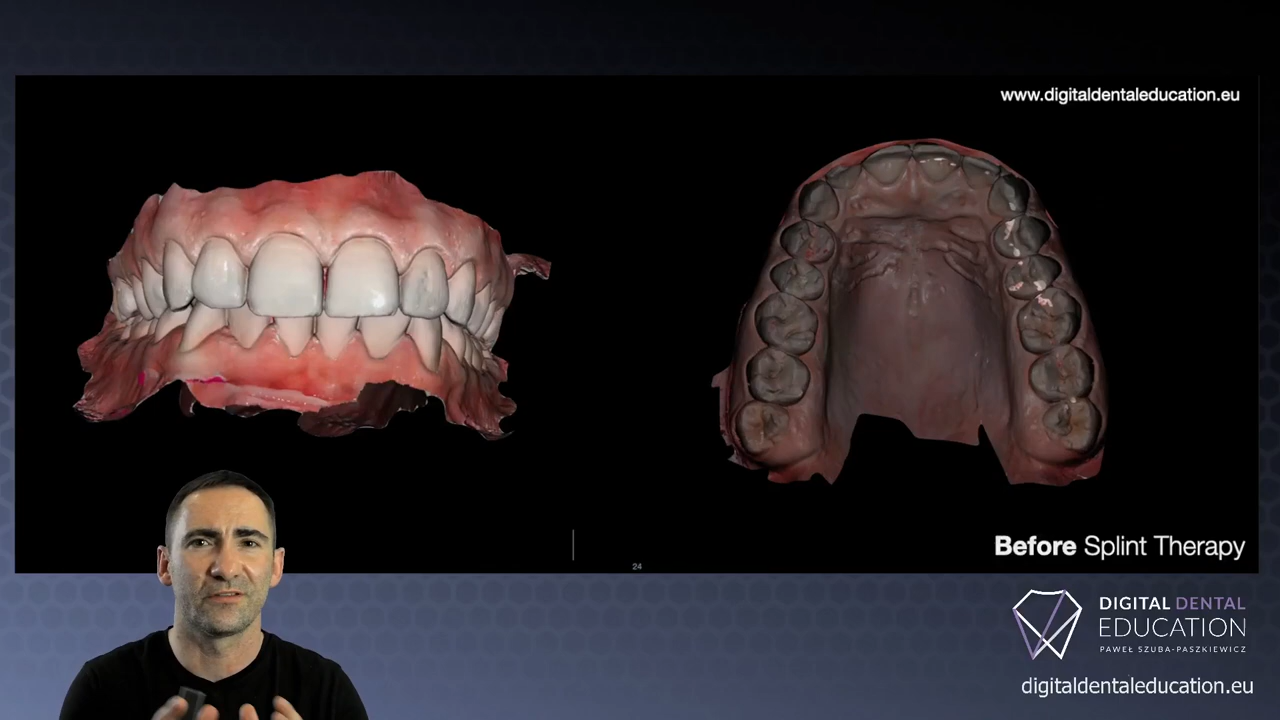 www.digitaldentaleducation.eu
Before Splint Therapy
24
DIGITAL DENTAL
EDUCATION
PAWEŁ SZUBA-PASZKIEWICZ
digitaldentaleducation.eu